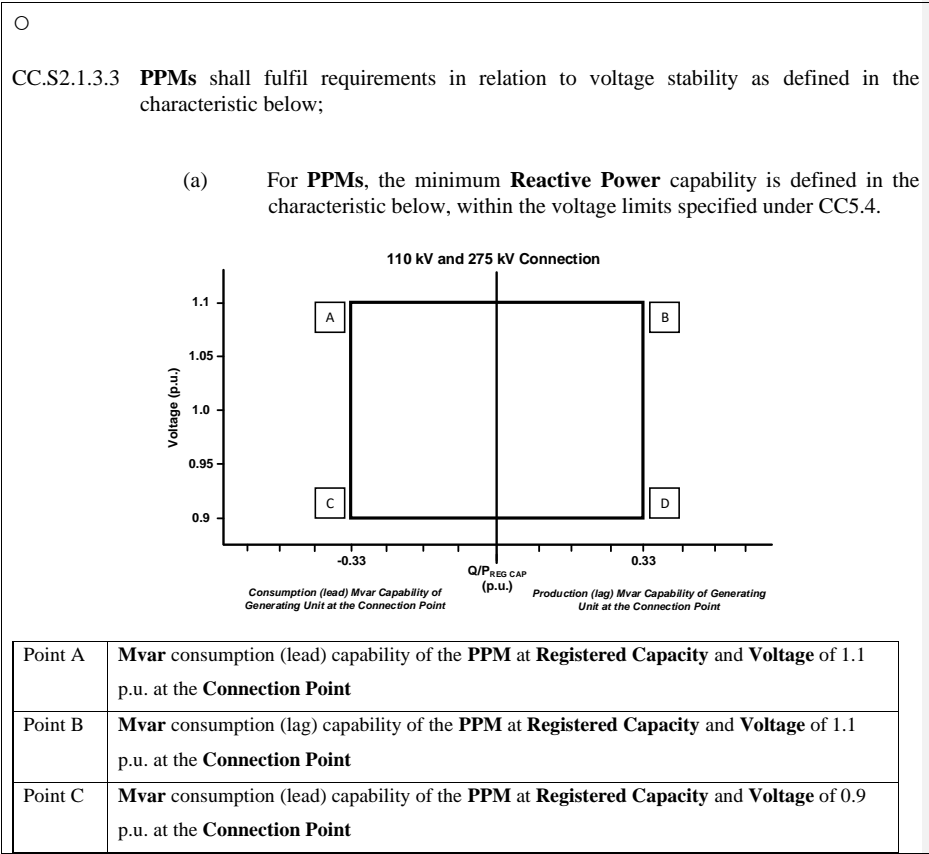 ○
CC.S2.1.3.3 PPMs shall fulfil requirements in relation to voltage stability as defined in the
characteristic below;
(a) For PPMs, the minimum Reactive Power capability is defined in the
characteristic below, within the voltage limits specified under CC5.4.
110 kV and 275 kV Connection
1.1
A
B
1.05
Voltage (p.u.)
1.0
0.95
C
D
0.9
-0.33
0.33
Q/PREG CAP
(p.u.)
Consumption (lead) Mvar Capability of
Generating Unit at the Connection Point
Production (lag) Mvar Capability of Generating
Unit at the Connection Point
Point A Mvar consumption (lead) capability of the PPM at Registered Capacity and Voltage of 1.1
p.u. at the Connection Point
Point B Mvar consumption (lag) capability of the PPM at Registered Capacity and Voltage of 1.1
p.u. at the Connection Point
Point C Mvar consumption (lead) capability of the PPM at Registered Capacity and Voltage of 0.9
p.u. at the Connection Point